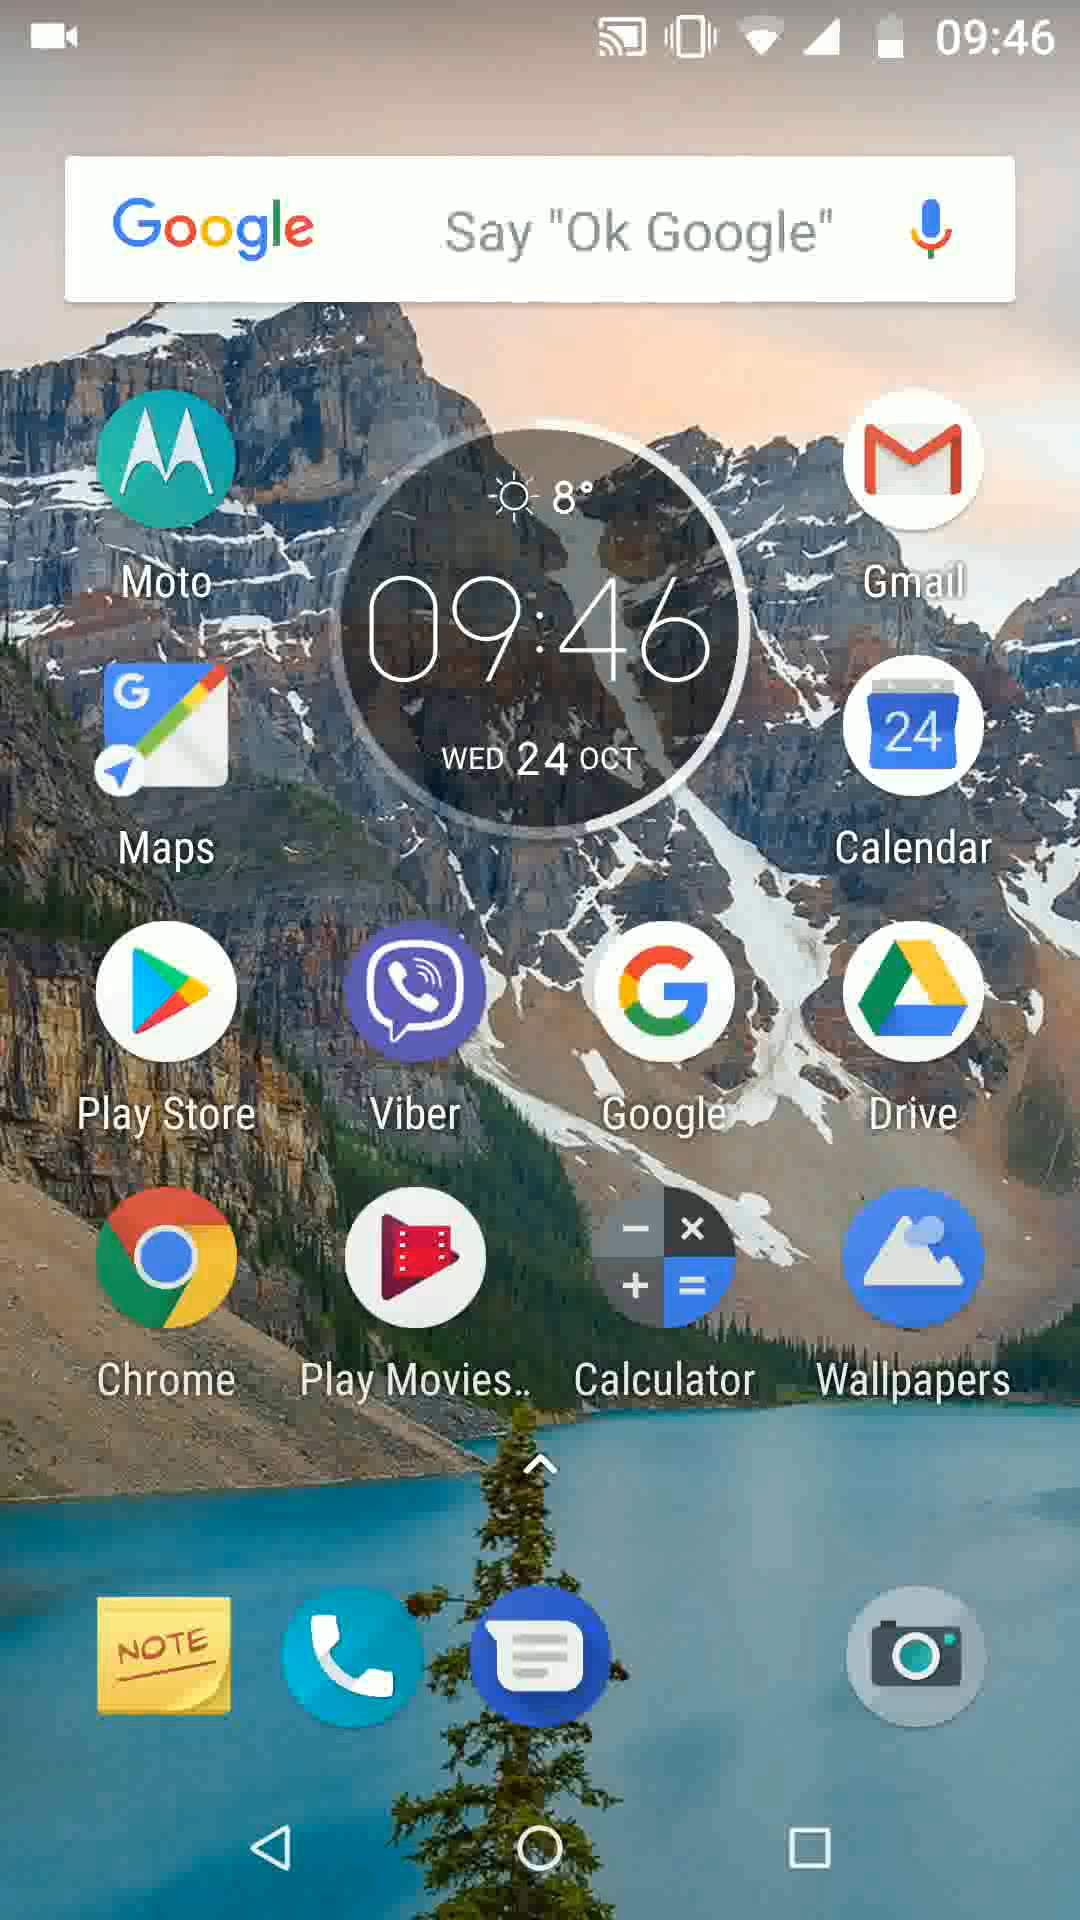 09:46
Google Say "Ok Google"
8°
09:46
WED 24 OCT
Moto
Gmail
G
24
Maps
Calendar
Play Store
Viber
Google
Drive
Chrome
Play Movies..
Calculator
Wallpapers
NOTE